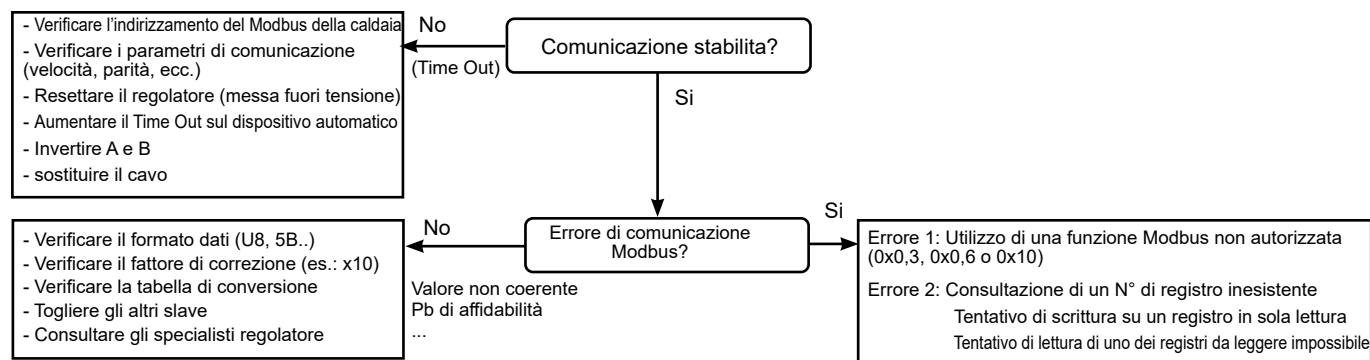 Comunicazione stabilita?
No
(Time Out)
- Verificare l'indirizzamento del Modbus della caldaia
- Verificare i parametri di comunicazione
(velocità, parità, ecc.)
- Resettare il regolatore (messa fuori tensione)
- Aumentare il Time Out sul dispositivo automatico
- Invertire A e B
- sostituire il cavo
Si
Errore di comunicazione
Modbus?
No
Valore non coerente
Pb di affidabilità
...
- Verificare il formato dati (U8, 5B..)
- Verificare il fattore di correzione (es.: x10)
- Verificare la tabella di conversione
- Togliere gli altri slave
- Consultare gli specialisti regolatore
Si
Errore 1: Utilizzo di una funzione Modbus non autorizzata
(0x0,3, 0x0,6 o 0x10)
Errore 2: Consultazione di un N° di registro inesistente
Tentativo di scrittura su un registro in sola lettura
Tentativo di lettura di uno dei registri da leggere impossibile